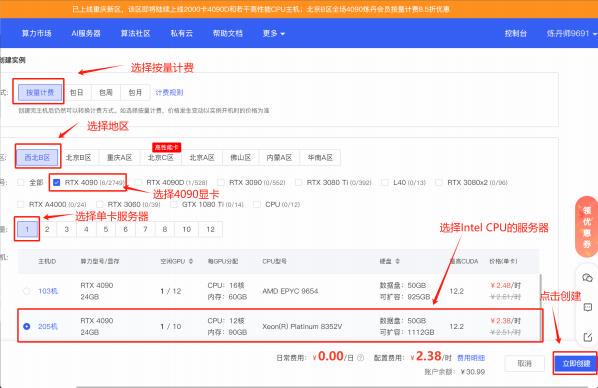 已上线重庆新区，该区即将陆续上线2000卡4090D和若干高性能CPU主机；北京B区全场4090炼丹会员按量计费8.5折优惠
算力市场 AI服务器 算法社区 私有云 帮助文档 更多 控制台 炼丹师9691
创建实例
选择按量计费
式: 按量计费 包日 包周 包月 计费规则
创建完主机后仍然可以转换计费方式。如选择按量计费，价格发生变动以实例开机时的价格为准
选择地区
高性能卡
区: 西北B区 北京B区 重庆A区 北京C区 北京A区 佛山区 内蒙A区 华南A区
号: 全部 RTX 4090 (6/2749) RTX 4090D (1/528) RTX 3090 (0/552) RTX 3080 Ti (0/392) L40 (0/13) RTX 3080x2 (0/96)
选择4090显卡
RTX A4000 (0/24) RTX 3060 (0/39) GTX 1080 Ti (0/14) CPU (0/12)
选择单卡服务器
量: 1 2 3 4 5 6 7 8 10 12
选择Intel CPU的服务器
机: 主机ID 算力型号/显存 空闲GPU 每GPU分配 CPU型号 硬盘 最高CUDA 价格(单卡)
103机 RTX 4090 24GB 1 / 12 CPU：16核 内存：60GB AMD EPYC 9654 数据盘：50GB 可扩容：925GB 12.2 ￥2.48/时 ￥2.61/时
205机 RTX 4090 24GB 1 / 10 CPU：12核 内存：90GB Xeon(R) Platinum 8352V 数据盘：50GB 可扩容：1112GB 12.2 ￥2.38/时 ￥2.51/时
领优惠券
点击创建
日常费用：￥0.00/日 配置费用：￥2.38/时 费用明细 取消 立即创建
账户余额：￥30.99